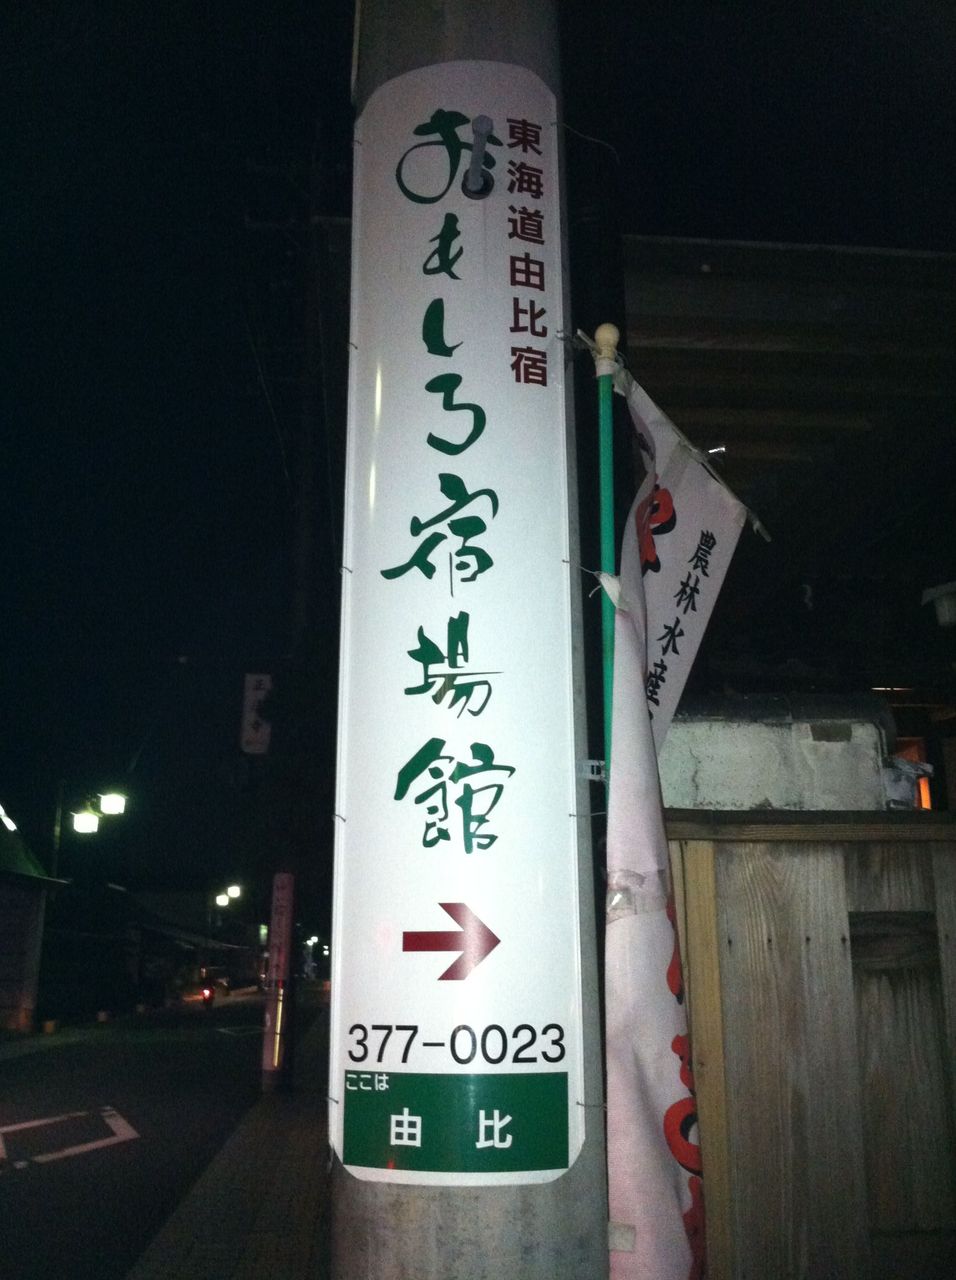 東海道由比宿
おもしろ宿場館
→
377-0023
ここは
由比
農林水産